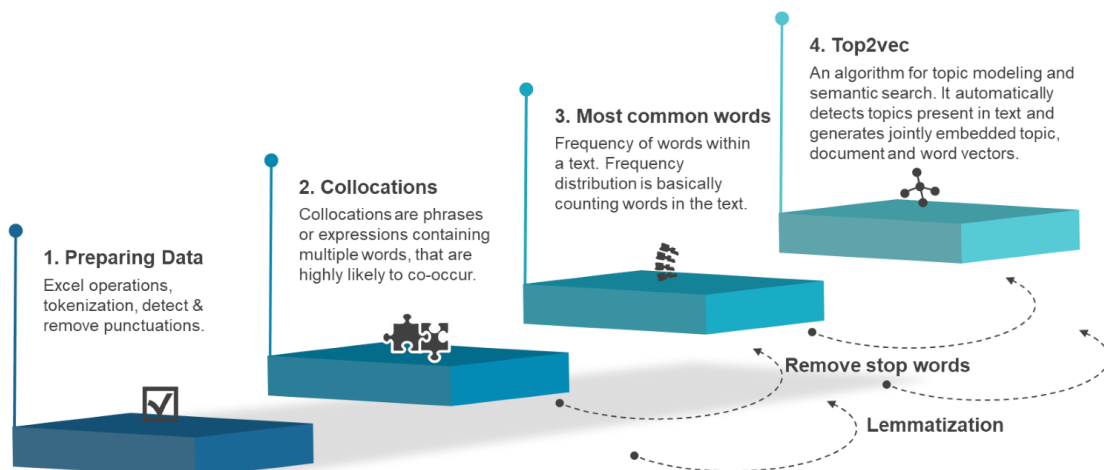 1. Preparing Data
Excel operations,
tokenization, detect &
remove punctuations.
2. Collocations
Collocations are phrases
or expressions containing
multiple words, that are
highly likely to co-occur.
3. Most common words
Frequency of words within
a text. Frequency
distribution is basically
counting words in the text.
4. Top2vec
An algorithm for topic modeling and
semantic search. It automatically
detects topics present in text and
generates jointly embedded topic,
document and word vectors.
Remove stop words
Lemmatization